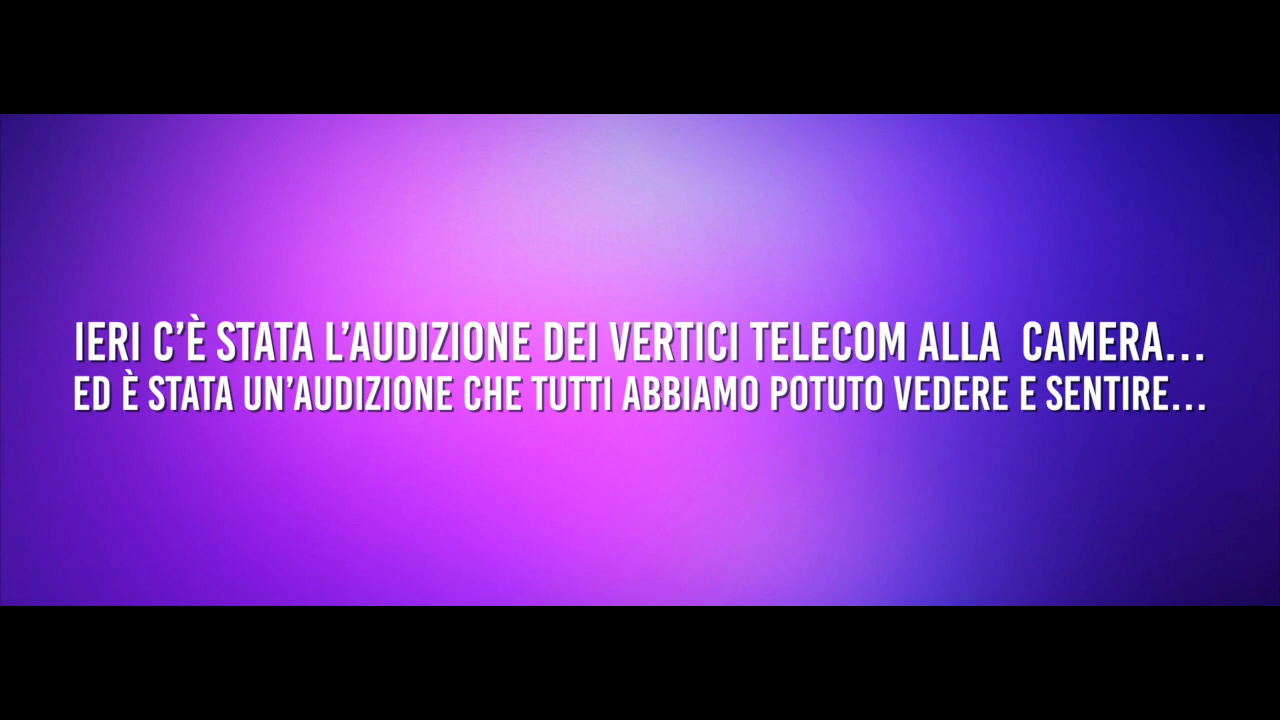 IERI C’È STATA L’AUDIZIONE DEI VERTICI TELECOM ALLA  CAMERA...
ED È STATA UN’AUDIZIONE CHE TUTTI ABBIAMO POTUTO VEDERE E SENTIRE...